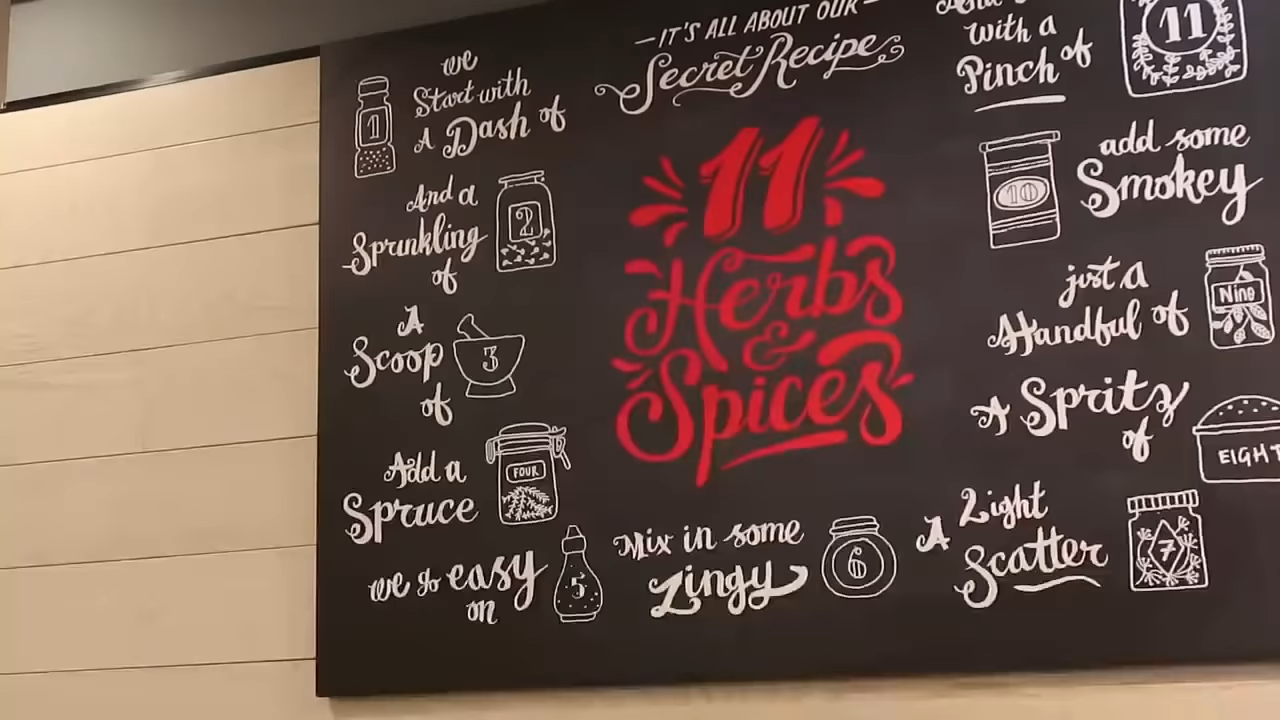 IT'S ALL ABOUT OUR
Secret Recipe
11
Herbs
&
Spices
we
Start with
A Dash of
1
And a
Sprinkling
of
2
A
Scoop
of
3
Add a
Spruce
FOUR
we go easy
on
5
Mix in some
Zingy
6
A Light
Scatter
7
A Spritz
of
EIGHT
just a
Handful of
Nine
add some
Smokey
10
with a
Pinch of
11